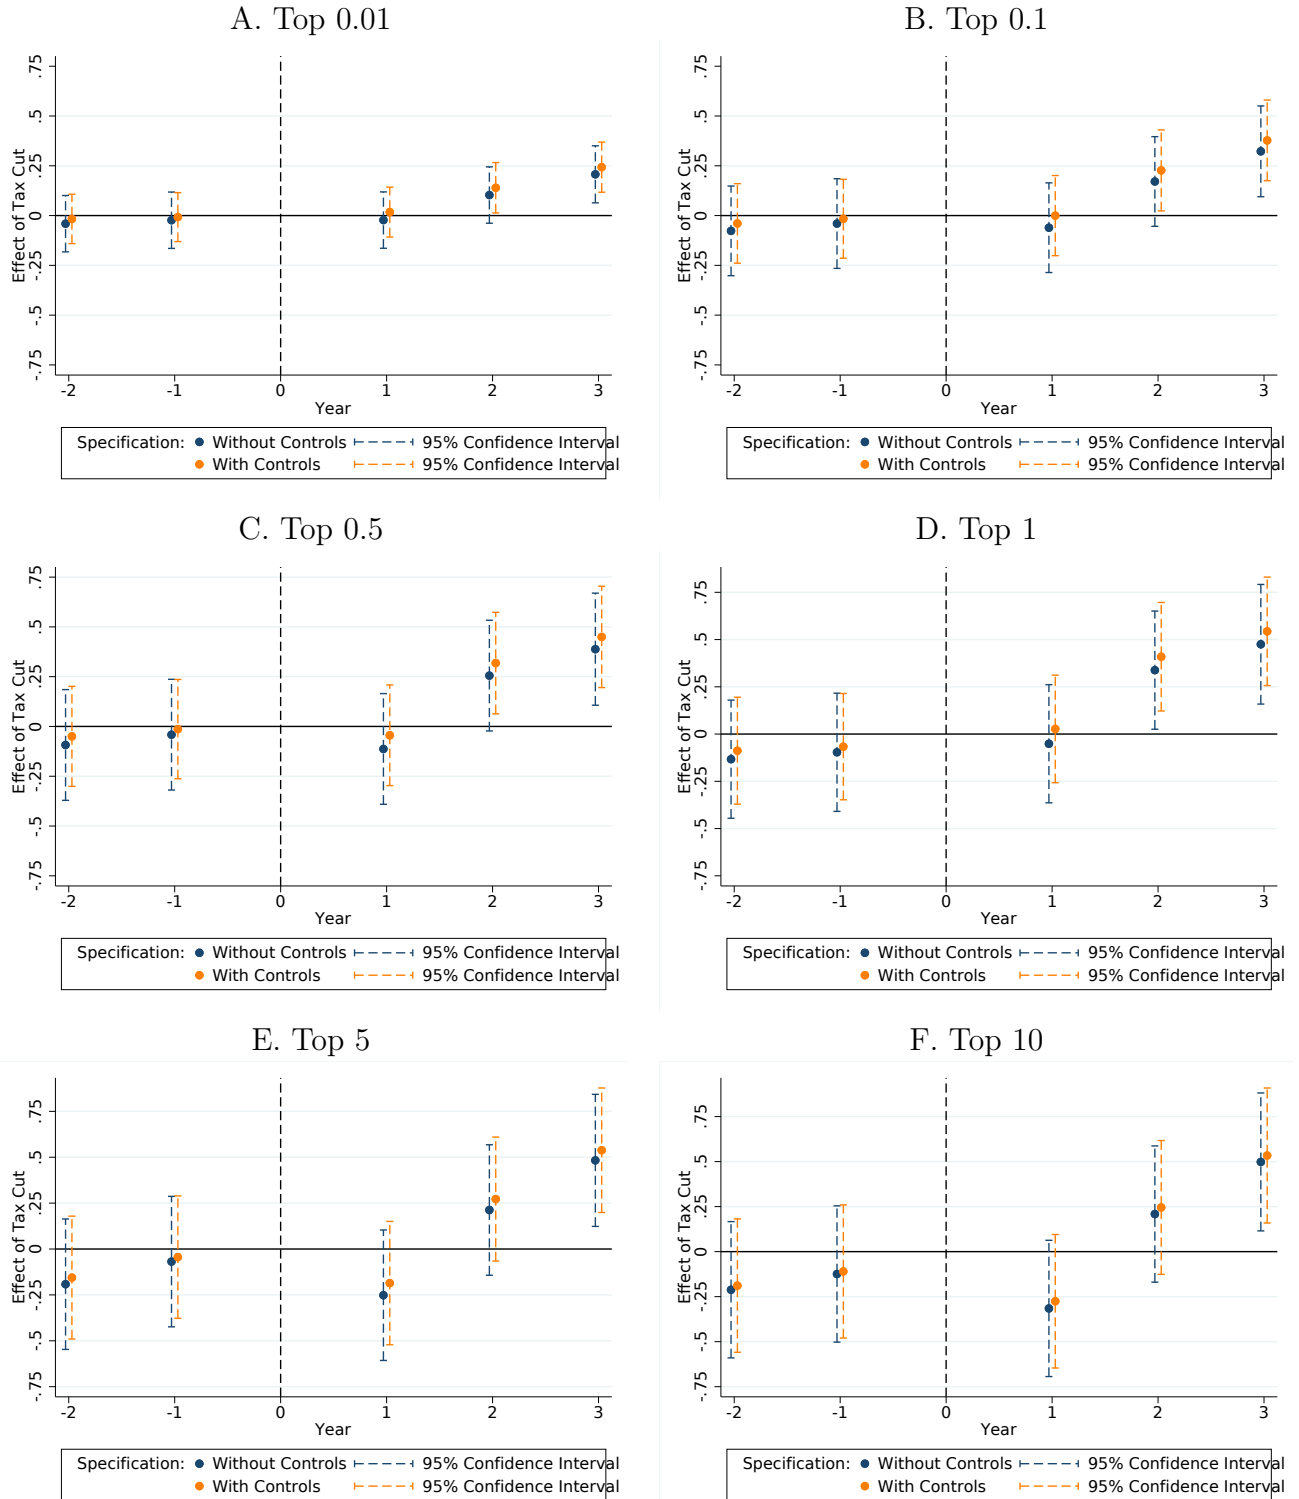 A. Top 0.01
Effect of Tax Cut
.75
.5
.25
0
-.25
-.5
-.75
-2 -1 0 1 2 3
Year
Specification: Without Controls 95% Confidence Interval
With Controls 95% Confidence Interval
B. Top 0.1
Effect of Tax Cut
.75
.5
.25
0
-.25
-.5
-.75
-2 -1 0 1 2 3
Year
Specification: Without Controls 95% Confidence Interval
With Controls 95% Confidence Interval
C. Top 0.5
Effect of Tax Cut
.75
.5
.25
0
-.25
-.5
-.75
-2 -1 0 1 2 3
Year
Specification: Without Controls 95% Confidence Interval
With Controls 95% Confidence Interval
D. Top 1
Effect of Tax Cut
.75
.5
.25
0
-.25
-.5
-.75
-2 -1 0 1 2 3
Year
Specification: Without Controls 95% Confidence Interval
With Controls 95% Confidence Interval
E. Top 5
Effect of Tax Cut
.75
.5
.25
0
-.25
-.5
-.75
-2 -1 0 1 2 3
Year
Specification: Without Controls 95% Confidence Interval
With Controls 95% Confidence Interval
F. Top 10
Effect of Tax Cut
.75
.5
.25
0
-.25
-.5
-.75
-2 -1 0 1 2 3
Year
Specification: Without Controls 95% Confidence Interval
With Controls 95% Confidence Interval